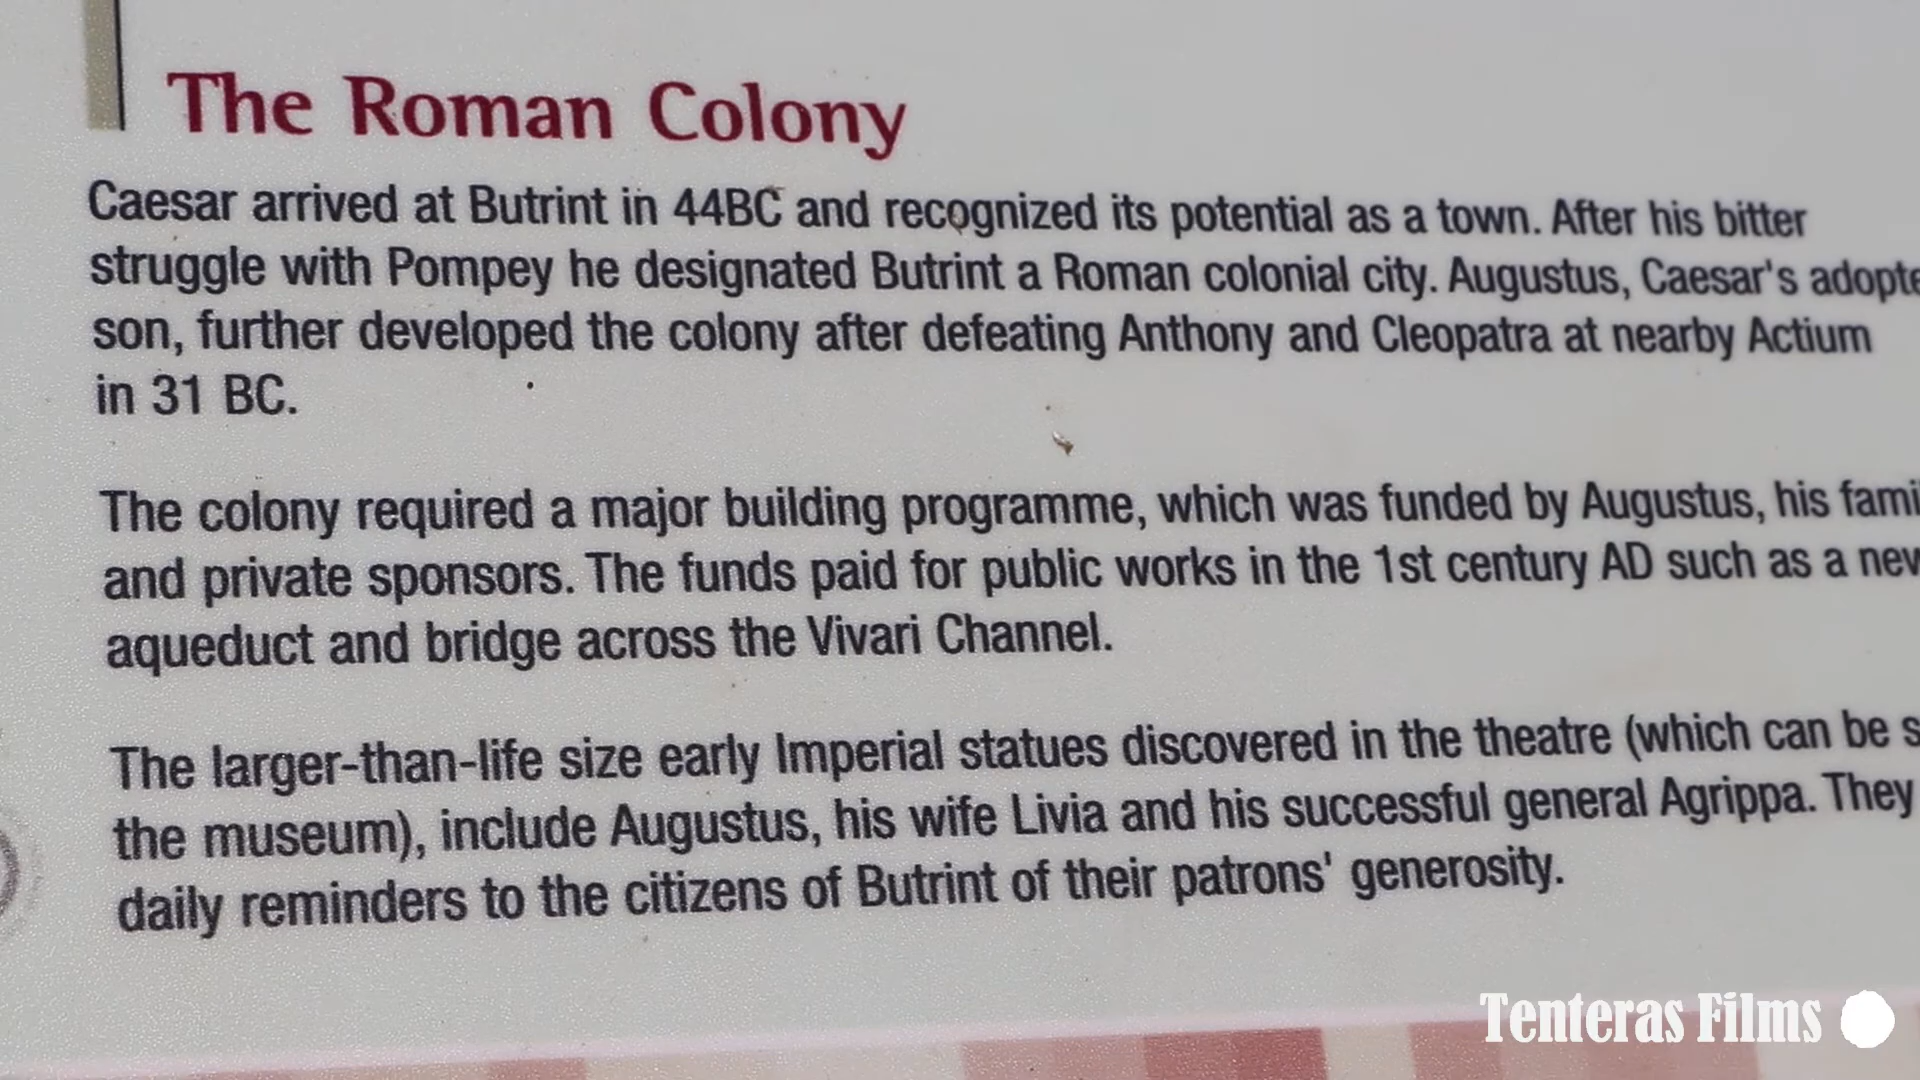 The Roman Colony
Caesar arrived at Butrint in 44BC and recognized its potential as a town. After his bitter
struggle with Pompey he designated Butrint a Roman colonial city. Augustus, Caesar's adopte
son, further developed the colony after defeating Anthony and Cleopatra at nearby Actium
in 31 BC.
The colony required a major building programme, which was funded by Augustus, his fami
and private sponsors. The funds paid for public works in the 1st century AD such as a new
aqueduct and bridge across the Vivari Channel.
The larger-than-life size early Imperial statues discovered in the theatre (which can be s
the museum), include Augustus, his wife Livia and his successful general Agrippa. They
daily reminders to the citizens of Butrint of their patrons' generosity.
Tenteras Films